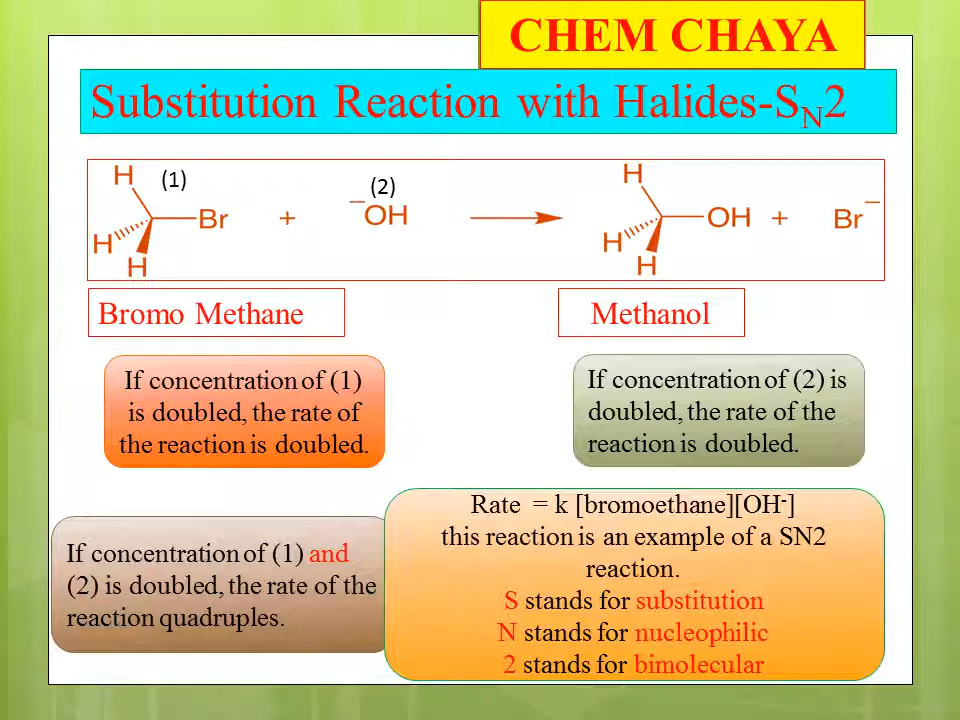 CHEM CHAYA
Substitution Reaction with Halides-SN2
H (1) (2)
Br + −OH
H
H
H
OH + Br−
H
H
Bromo Methane
Methanol
If concentration of (1)
is doubled, the rate of
the reaction is doubled.
If concentration of (2) is
doubled, the rate of the
reaction is doubled.
If concentration of (1) and
(2) is doubled, the rate of the
reaction quadruples.
Rate = k [bromoethane][OH-]
this reaction is an example of a SN2
reaction.
S stands for substitution
N stands for nucleophilic
2 stands for bimolecular